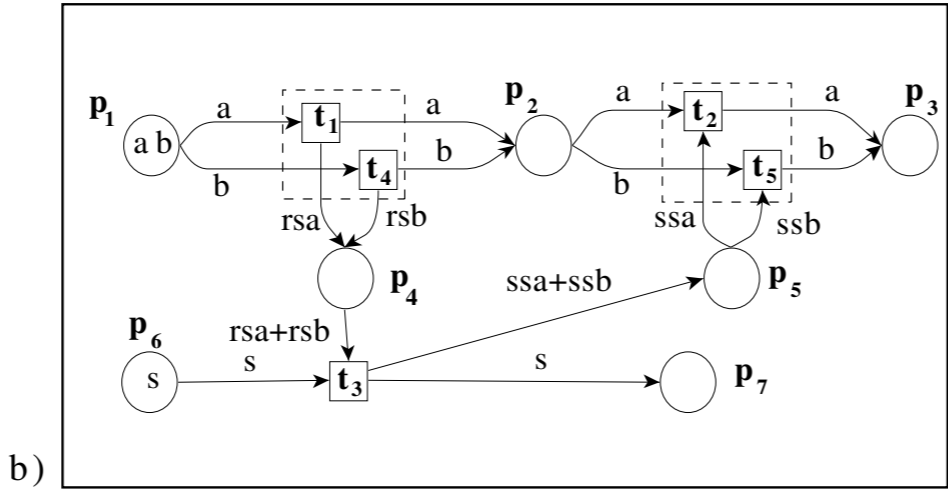 p1 a t1 a p2 a t2 a p3
a b
b t4 b b t5 b
rsa rsb ssa ssb
p4 ssa+ssb p5
p6 rsa+rsb
s s t3 s p7
b)